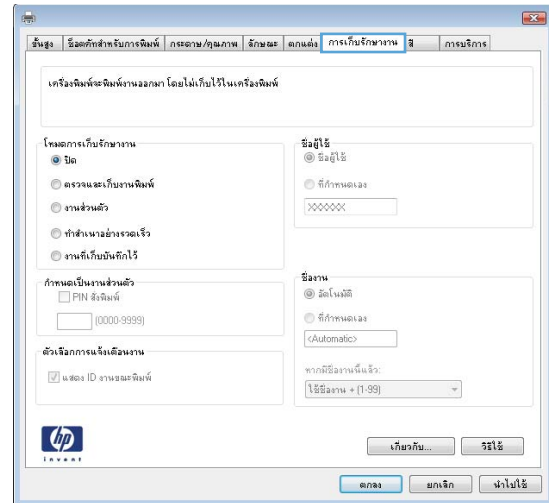 ขั้นสูง ช็อตคัทสำหรับการพิมพ์ กระดาษ/คุณภาพ ลักษณะ ตกแต่ง การเก็บรักษางาน สี การบริการ
เครื่องพิมพ์จะพิมพ์งานออกมา โดยไม่เก็บไว้ในเครื่องพิมพ์
โหมดการเก็บรักษางาน
ปิด
ตรวจและเก็บงานพิมพ์
งานส่วนตัว
ทำสำเนาอย่างรวดเร็ว
งานที่เก็บบันทึกไว้
ชื่อผู้ใช้
ชื่อผู้ใช้
ที่กำหนดเอง
XXXXXX
กำหนดเป็นงานส่วนตัว
PIN สั่งพิมพ์
(0000-9999)
ตัวเลือกการแจ้งเตือนงาน
แสดง ID งานขณะพิมพ์
ชื่องาน
อัตโนมัติ
ที่กำหนดเอง
<Automatic>
หากมีชื่องานนี้แล้ว:
ใช้ชื่องาน + (1-99)
hp
invent
เกี่ยวกับ... วิธีใช้
ตกลง ยกเลิก นำไปใช้